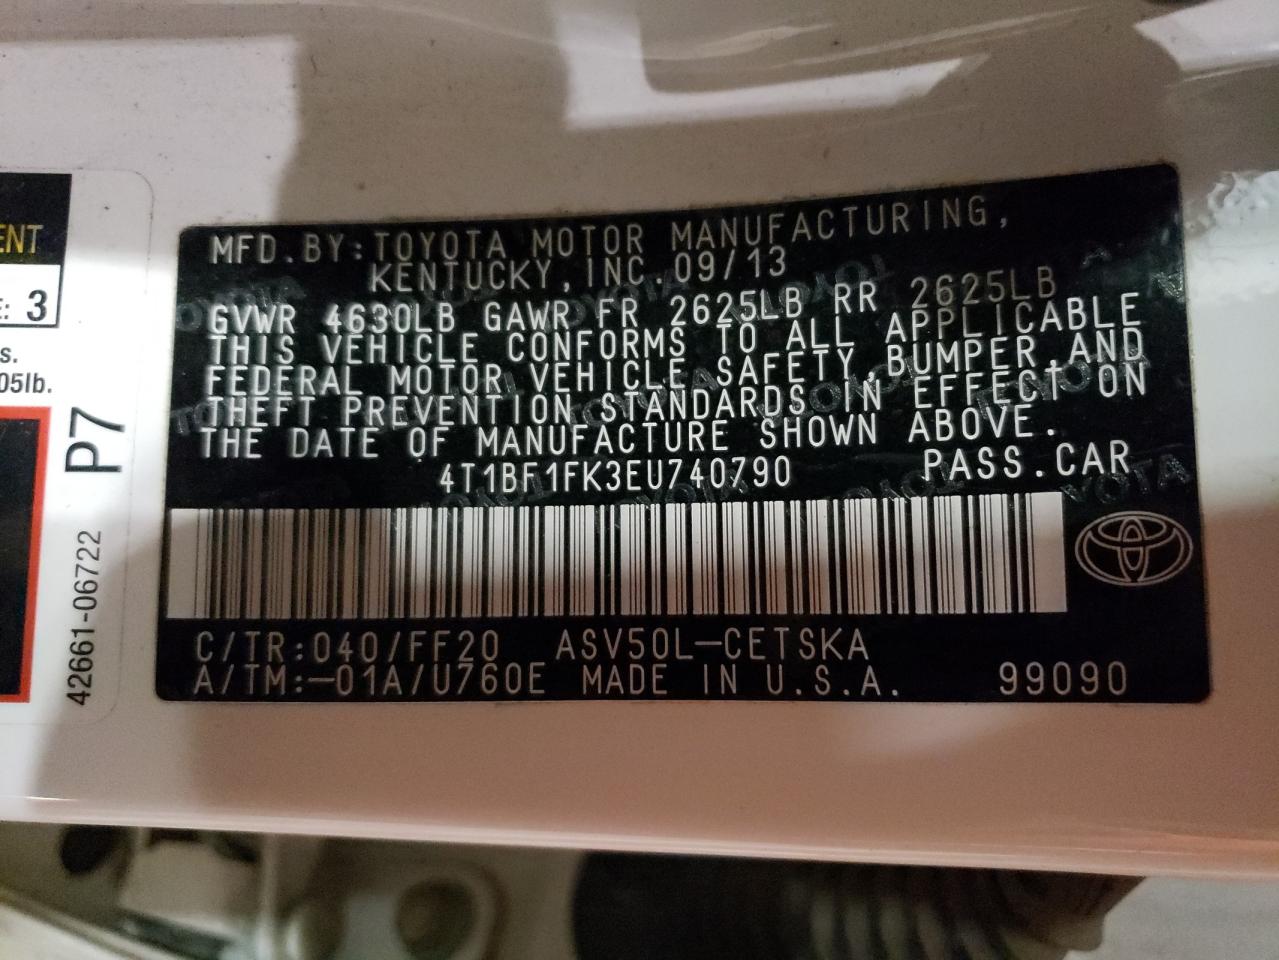 ENT
E: 3
s.
05lb.
P7
42661-06722
MFD.BY:TOYOTA MOTOR MANUFACTURING,
KENTUCKY,INC.09/13
GVWR 4630LB GAWR FR 2625LB RR 2625LB
THIS VEHICLE CONFORMS TO ALL APPLICABLE
FEDERAL MOTOR VEHICLE SAFETY,BUMPER,AND
THEFT PREVENTION STANDARDS IN EFFECT ON
THE DATE OF MANUFACTURE SHOWN ABOVE.
4T1BF1FK3EU740790 PASS.CAR
C/TR:040/FF20 ASV50L-CETSKA
A/TM:-01A/U760E MADE IN U.S.A. 99090